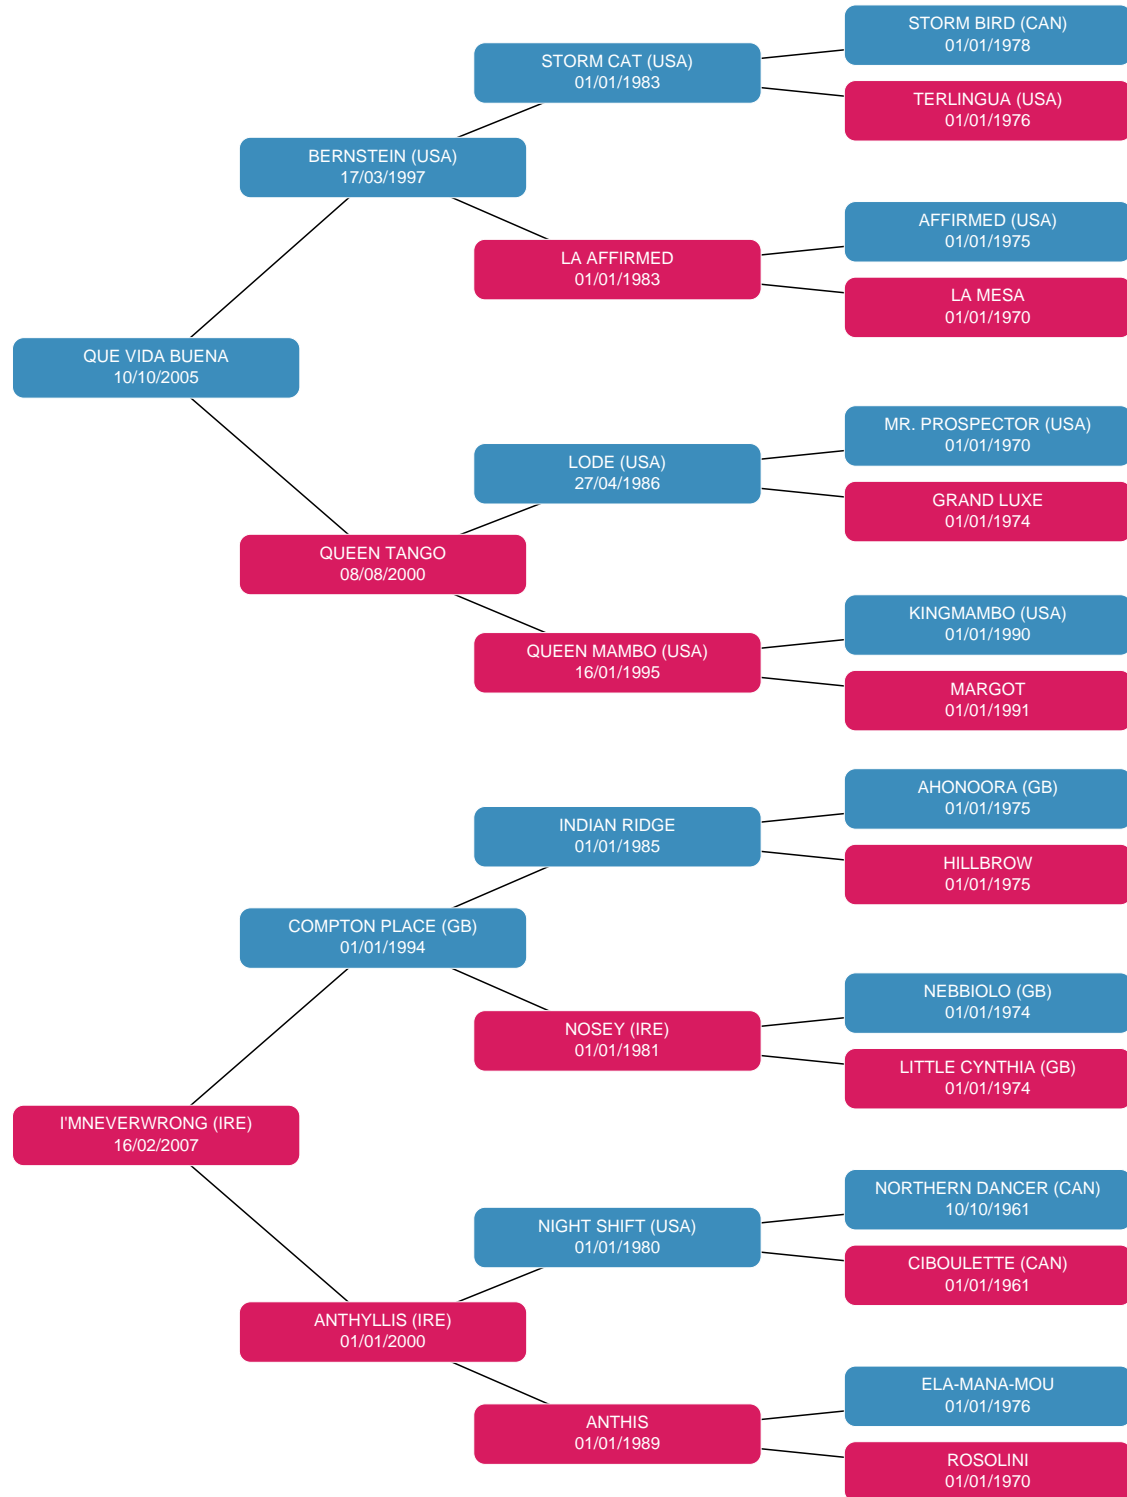 STORM BIRD (CAN)
01/01/1978
STORM CAT (USA)
01/01/1983
TERLINGUA (USA)
01/01/1976
BERNSTEIN (USA)
17/03/1997
AFFIRMED (USA)
01/01/1975
LA AFFIRMED
01/01/1983
LA MESA
01/01/1970
QUE VIDA BUENA
10/10/2005
MR. PROSPECTOR (USA)
01/01/1970
LODE (USA)
27/04/1986
GRAND LUXE
01/01/1974
QUEEN TANGO
08/08/2000
KINGMAMBO (USA)
01/01/1990
QUEEN MAMBO (USA)
16/01/1995
MARGOT
01/01/1991
AHONOORA (GB)
01/01/1975
INDIAN RIDGE
01/01/1985
HILLBROW
01/01/1975
COMPTON PLACE (GB)
01/01/1994
NEBBIOLO (GB)
01/01/1974
NOSEY (IRE)
01/01/1981
LITTLE CYNTHIA (GB)
01/01/1974
I'MNEVERWRONG (IRE)
16/02/2007
NORTHERN DANCER (CAN)
10/10/1961
NIGHT SHIFT (USA)
01/01/1980
CIBOULETTE (CAN)
01/01/1961
ANTHYLLIS (IRE)
01/01/2000
ELA-MANA-MOU
01/01/1976
ANTHIS
01/01/1989
ROSOLINI
01/01/1970